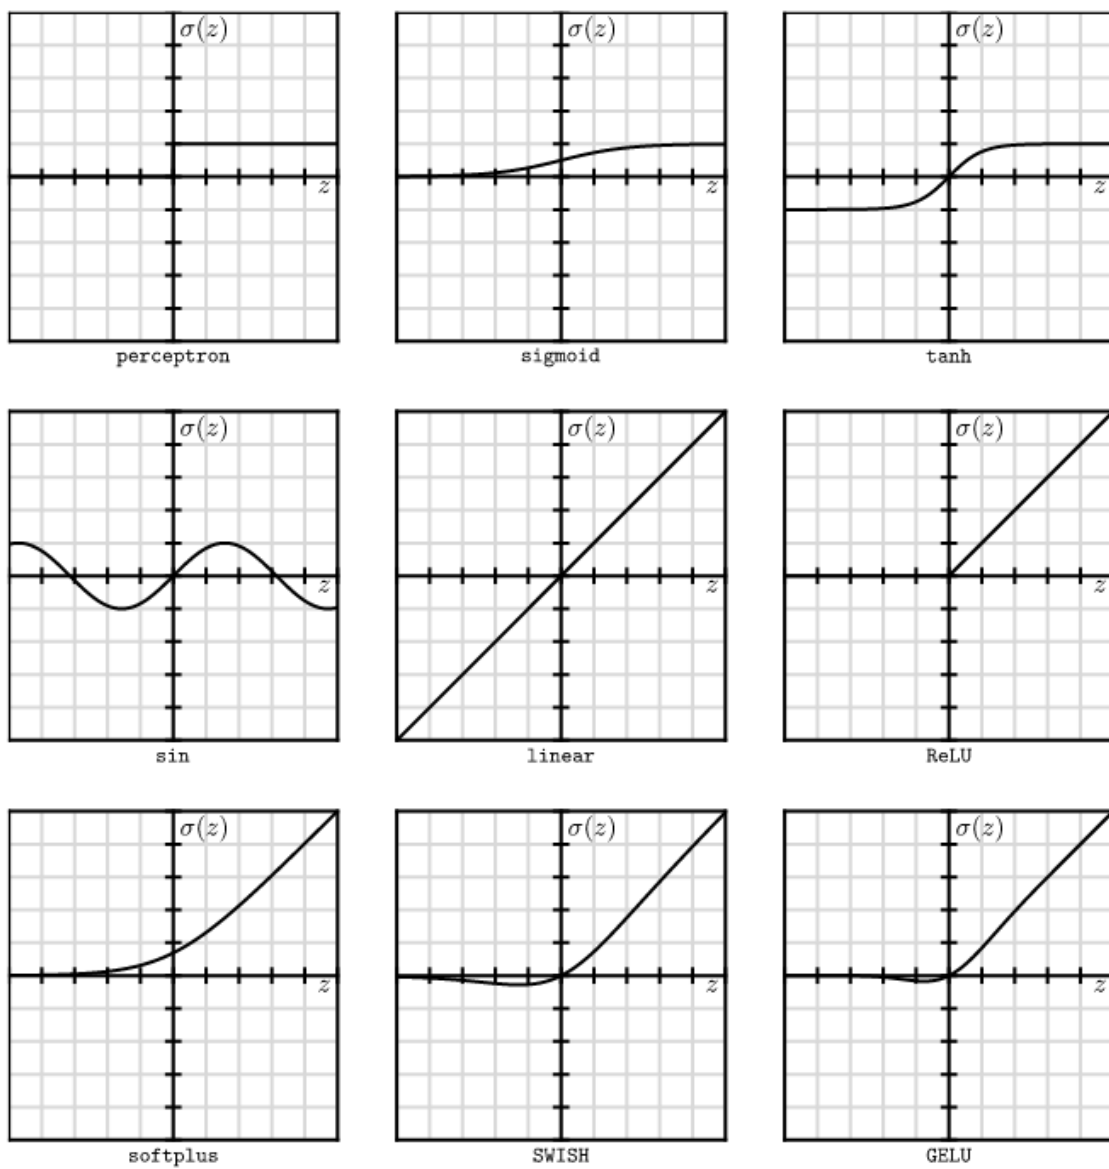 σ(z) σ(z) σ(z)
z z z
perceptron sigmoid tanh
σ(z) σ(z) σ(z)
z z z
sin linear ReLU
σ(z) σ(z) σ(z)
z z z
softplus SWISH GELU